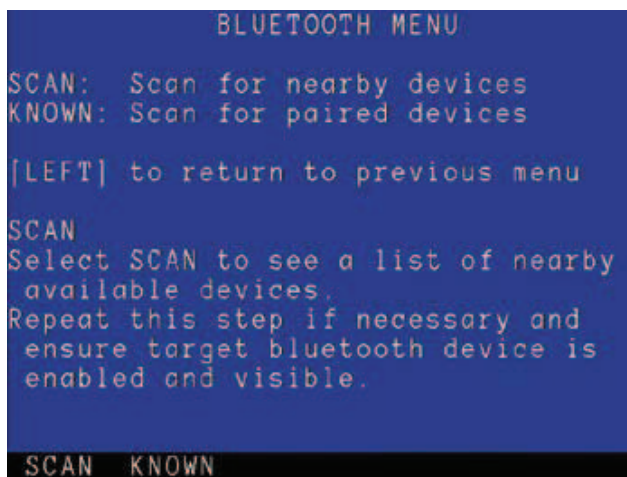 BLUETOOTH MENU
SCAN: Scan for nearby devices
KNOWN: Scan for paired devices
[LEFT] to return to previous menu
SCAN
Select SCAN to see a list of nearby
available devices.
Repeat this step if necessary and
ensure target bluetooth device is
enabled and visible.
SCAN KNOWN